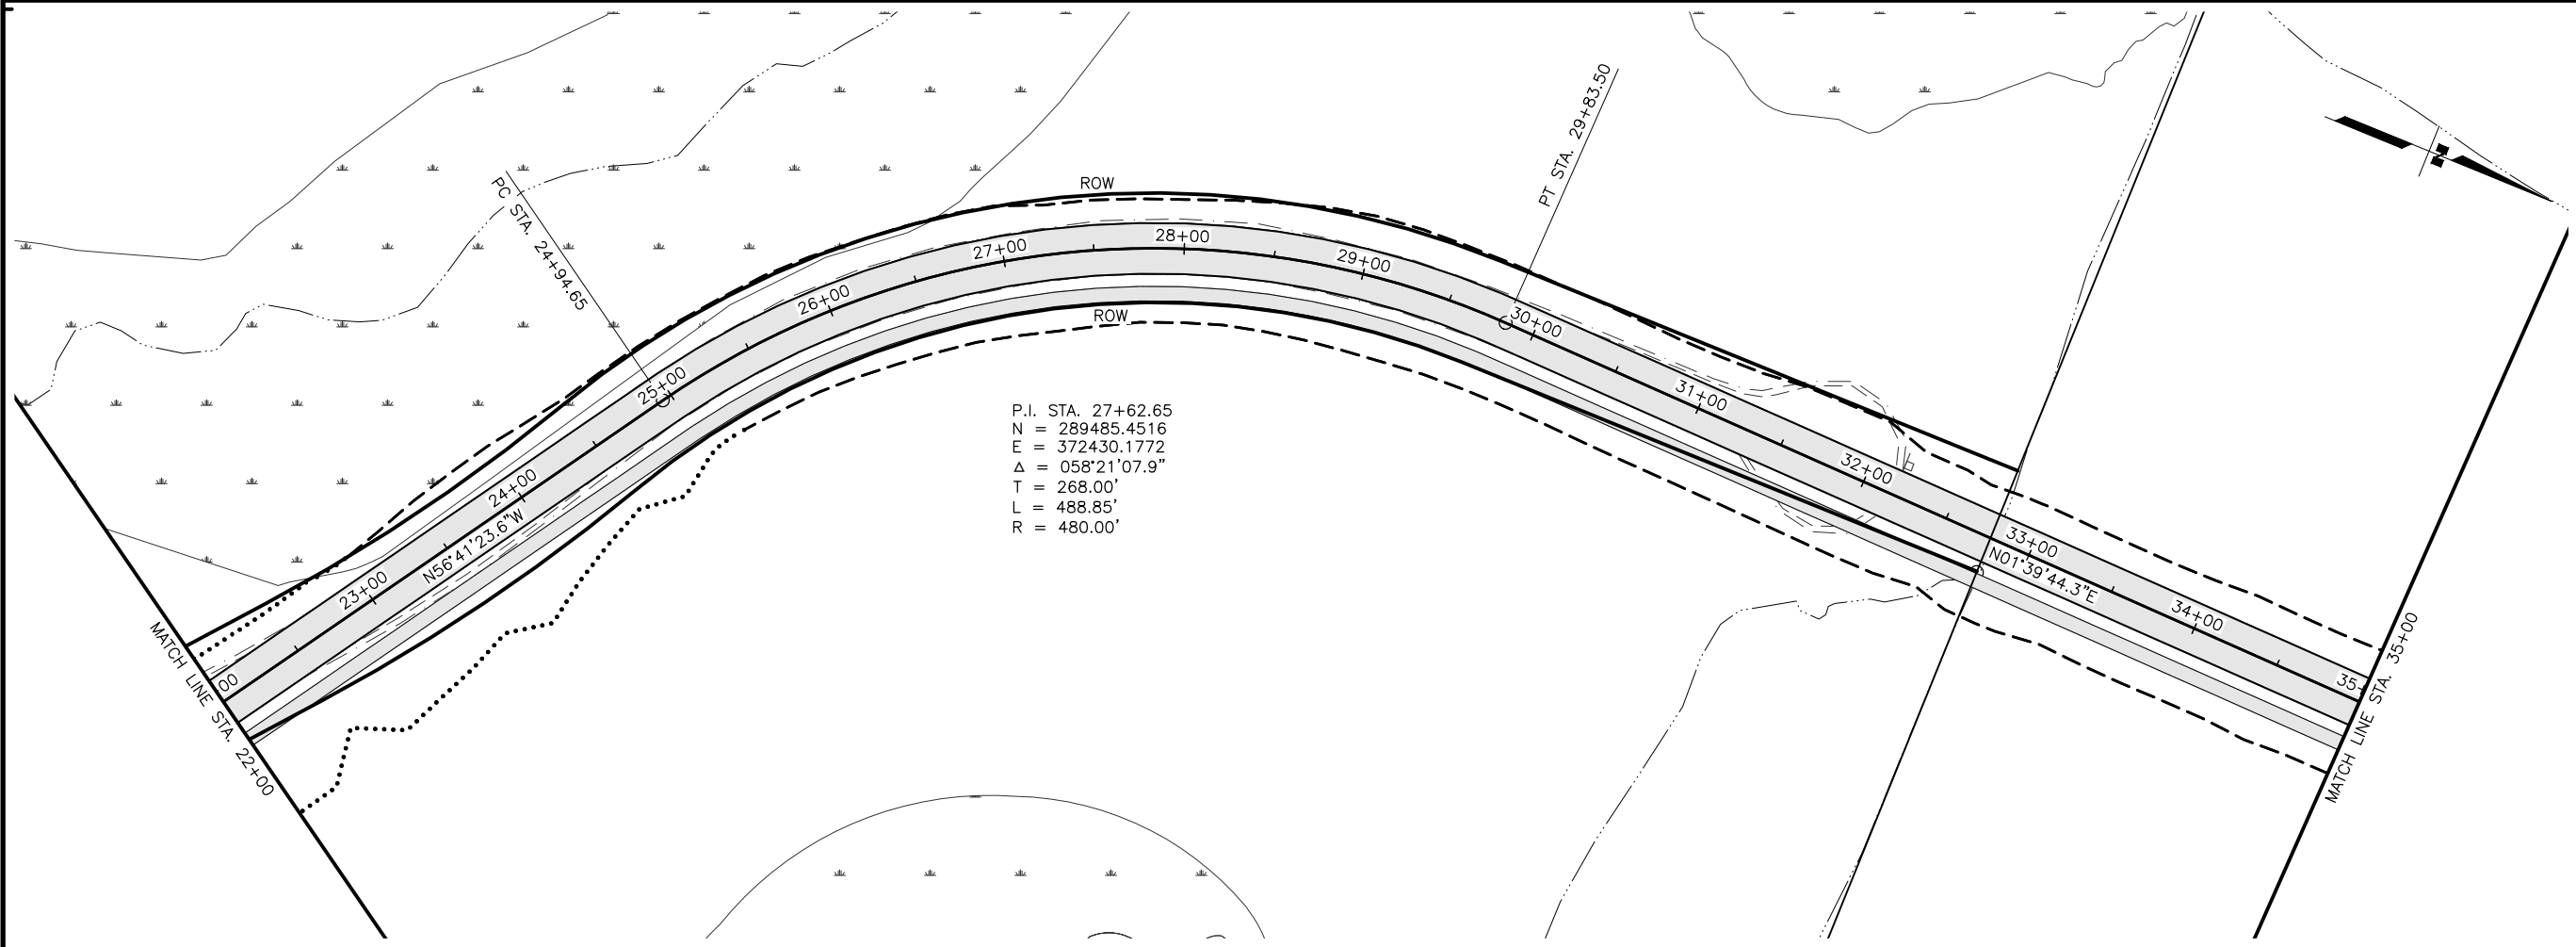 PC STA. 24+94.65
PT STA. 29+83.50
ROW
ROW
00
23+00
24+00
25+00
26+00
27+00
28+00
29+00
30+00
31+00
32+00
33+00
34+00
35+
N56°41'23.6"W
N01°39'44.3"E
P.I. STA. 27+62.65
N = 289485.4516
E = 372430.1772
Δ = 058°21'07.9"
T = 268.00'
L = 488.85'
R = 480.00'
MATCH LINE STA. 22+00
MATCH LINE STA. 35+00